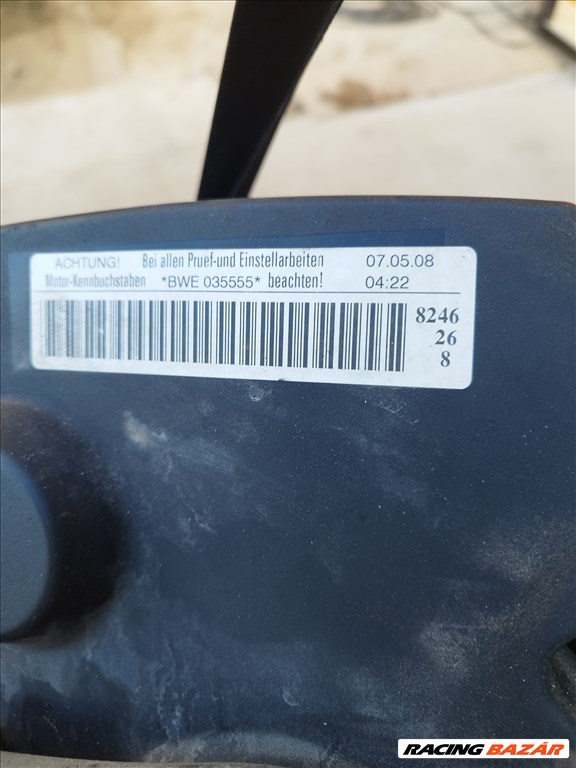 ACHTUNG! Bei allen Pruef-und Einstellarbeiten 07.05.08
Motor-Kennbuchstaben *BWE 035555* beachten! 04:22
8246
26
8
RACING BAZÁR